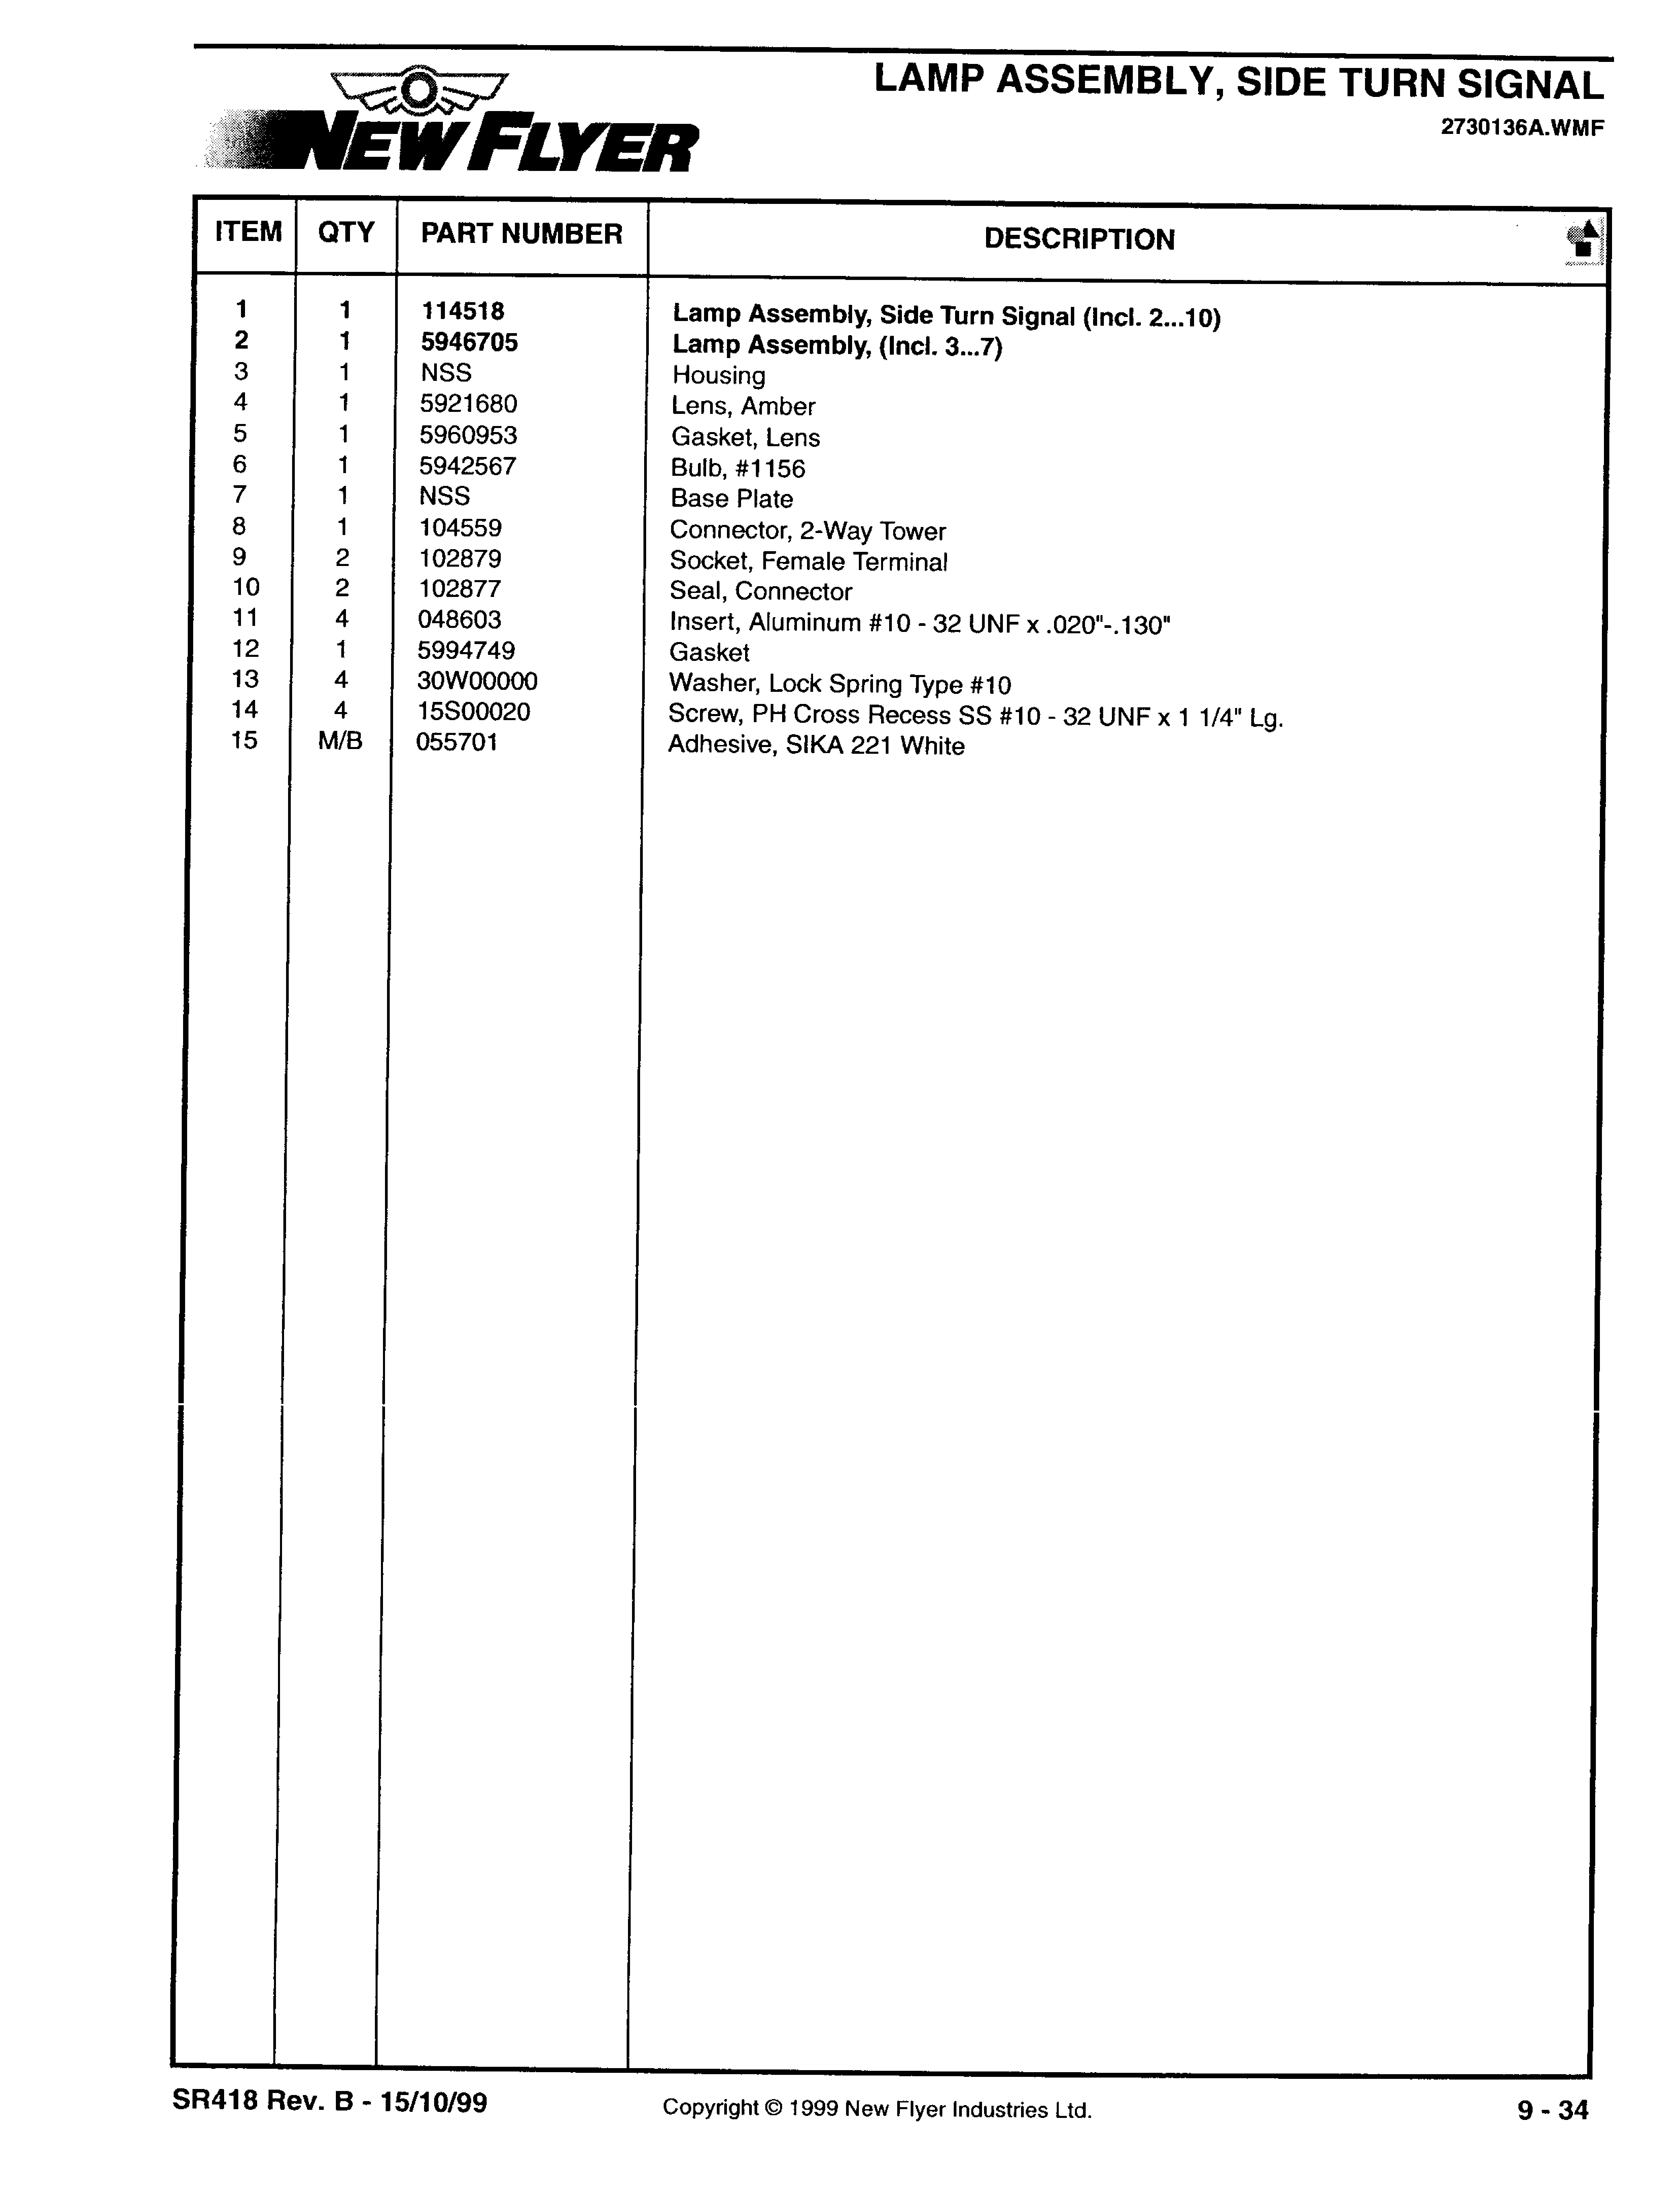 LAMP ASSEMBLY, SIDE TURN SIGNAL
2730136A.WMF
NEW FLYER
ITEM QTY PART NUMBER DESCRIPTION
1 1 114518 Lamp Assembly, Side Turn Signal (Incl. 2...10)
2 1 5946705 Lamp Assembly, (Incl. 3...7)
3 1 NSS Housing
4 1 5921680 Lens, Amber
5 1 5960953 Gasket, Lens
6 1 5942567 Bulb, #1156
7 1 NSS Base Plate
8 1 104559 Connector, 2-Way Tower
9 2 102879 Socket, Female Terminal
10 2 102877 Seal, Connector
11 4 048603 Insert, Aluminum #10 - 32 UNF x .020"-.130"
12 1 5994749 Gasket
13 4 30W00000 Washer, Lock Spring Type #10
14 4 15S00020 Screw, PH Cross Recess SS #10 - 32 UNF x 1 1/4" Lg.
15 M/B 055701 Adhesive, SIKA 221 White
SR418 Rev. B - 15/10/99 Copyright © 1999 New Flyer Industries Ltd. 9 - 34